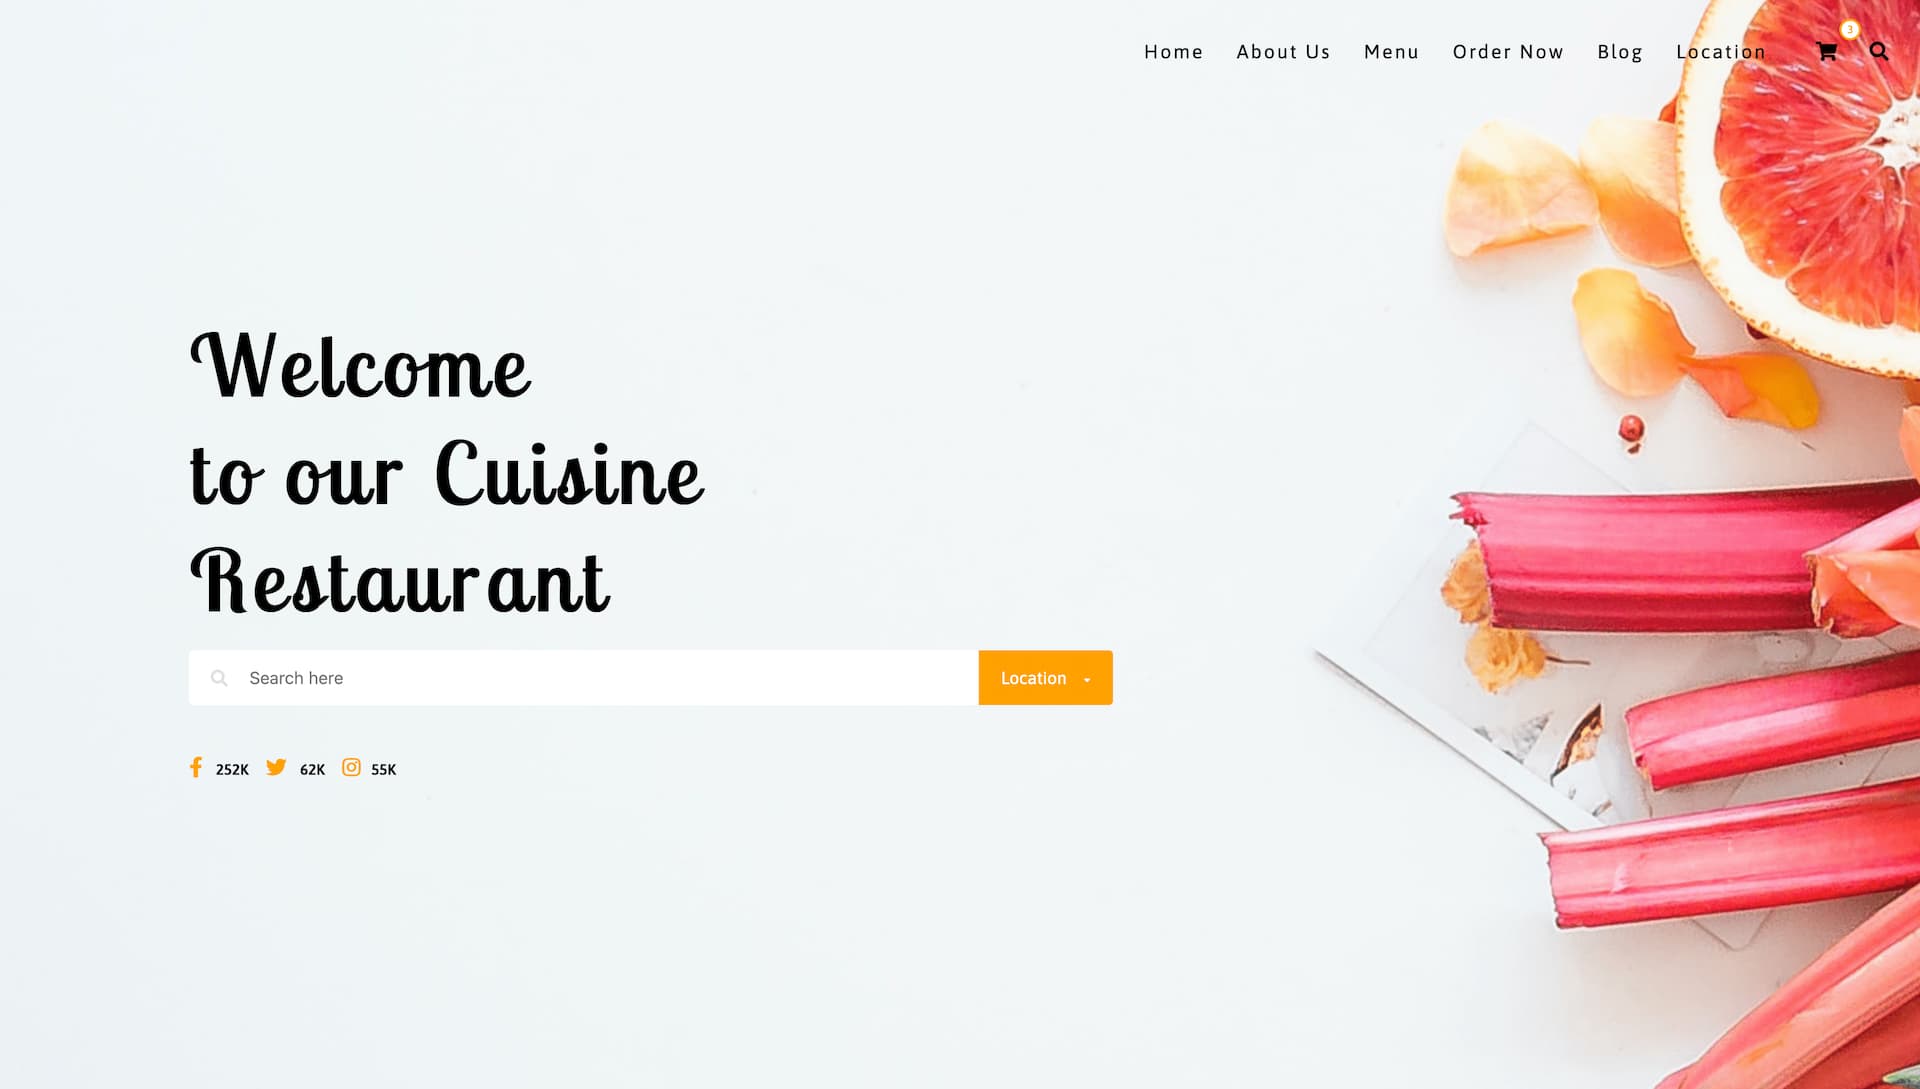 Home About Us Menu Order Now Blog Location 3
Welcome
to our Cuisine
Restaurant
Search here Location
252K 62K 55K